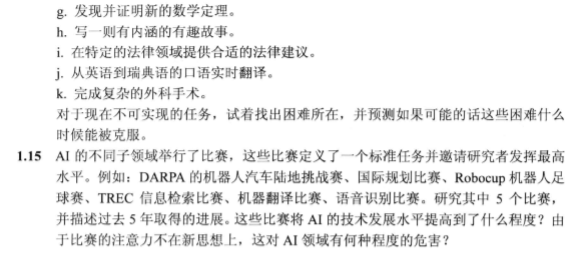 g. 发现并证明新的数学定理。
h. 写一则有内涵的有趣故事。
i. 在特定的法律领域提供合适的法律建议。
j. 从英语到瑞典语的口语实时翻译。
k. 完成复杂的外科手术。
对于现在不可实现的任务，试着找出困难所在，并预测如果可能的话这些困难什么
时候能被克服。
1.15 AI 的不同子领域举行了比赛，这些比赛定义了一个标准任务并邀请研究者发挥最高
水平。例如：DARPA 的机器人汽车陆地挑战赛、国际规划比赛、Robocup 机器人足
球赛、TREC 信息检索比赛、机器翻译比赛、语音识别比赛。研究其中 5 个比赛，
并描述过去 5 年取得的进展。这些比赛将 AI 的技术发展水平提高到了什么程度？由
于比赛的注意力不在新思想上，这对 AI 领域有何种程度的危害？